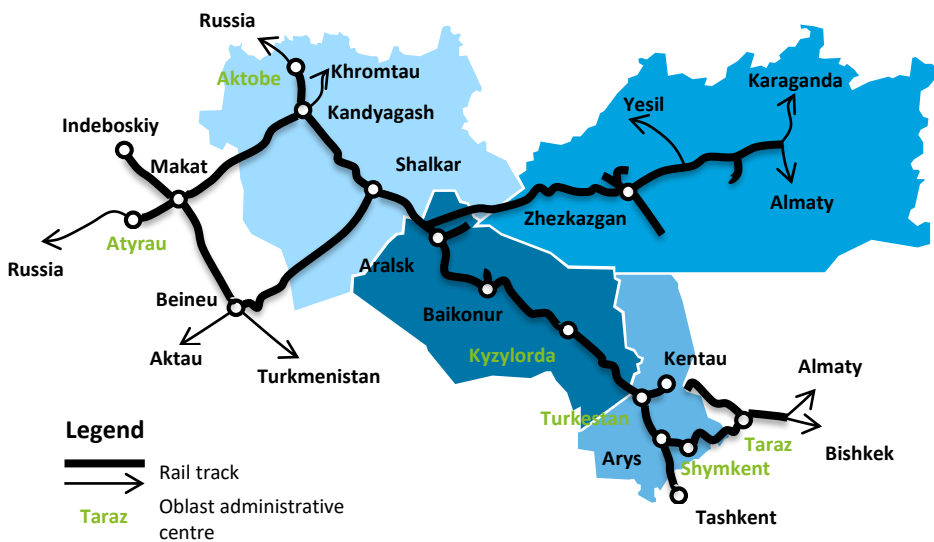 Russia
Aktobe
Khromtau
Kandyagash
Karaganda
Yesil
Indeboskiy
Makat
Shalkar
Zhezkazgan
Almaty
Atyrau
Russia
Aralsk
Beineu
Baikonur
Aktau
Kyzylorda
Kentau
Turkmenistan
Almaty
Turkestan
Taraz
Bishkek
Arys
Shymkent
Tashkent
Legend
Rail track
Taraz
Oblast administrative
centre